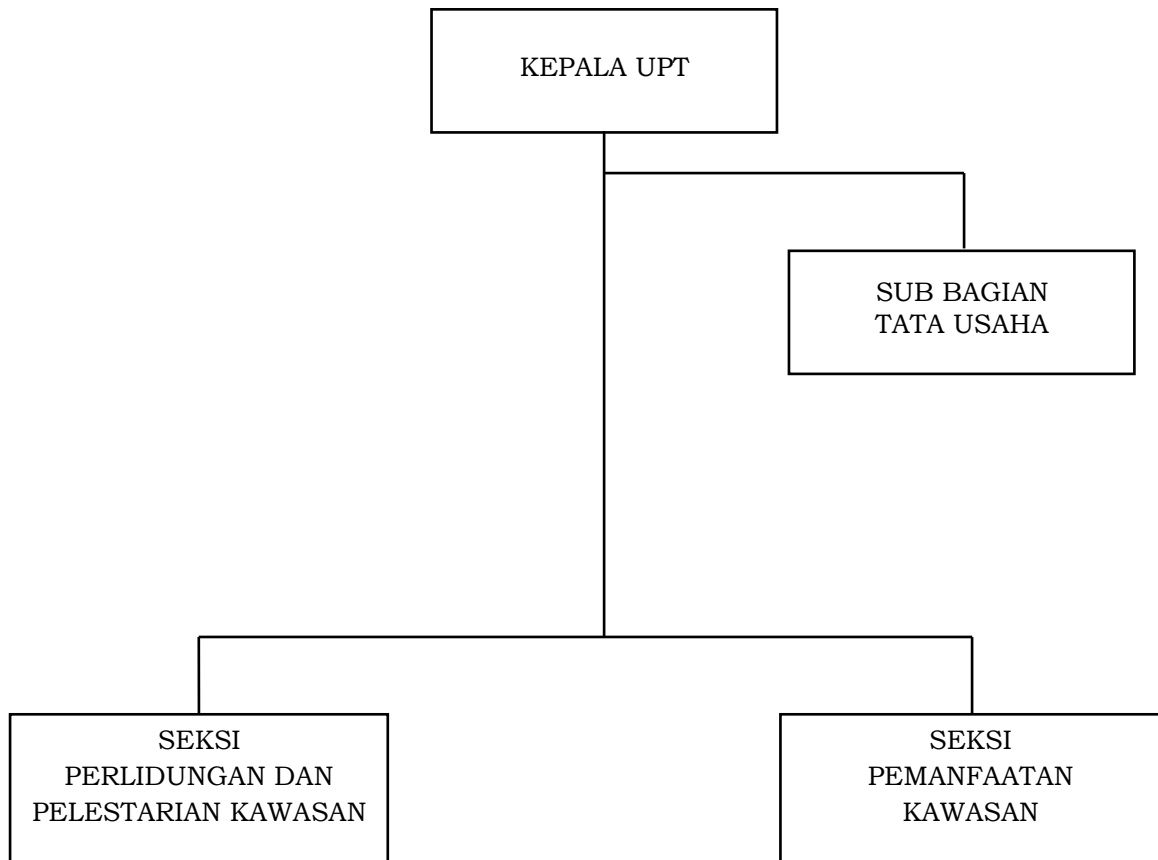 KEPALA UPT
SUB BAGIAN
TATA USAHA
SEKSI
PERLIDUNGAN DAN
PELESTARIAN KAWASAN
SEKSI
PEMANFAATAN
KAWASAN